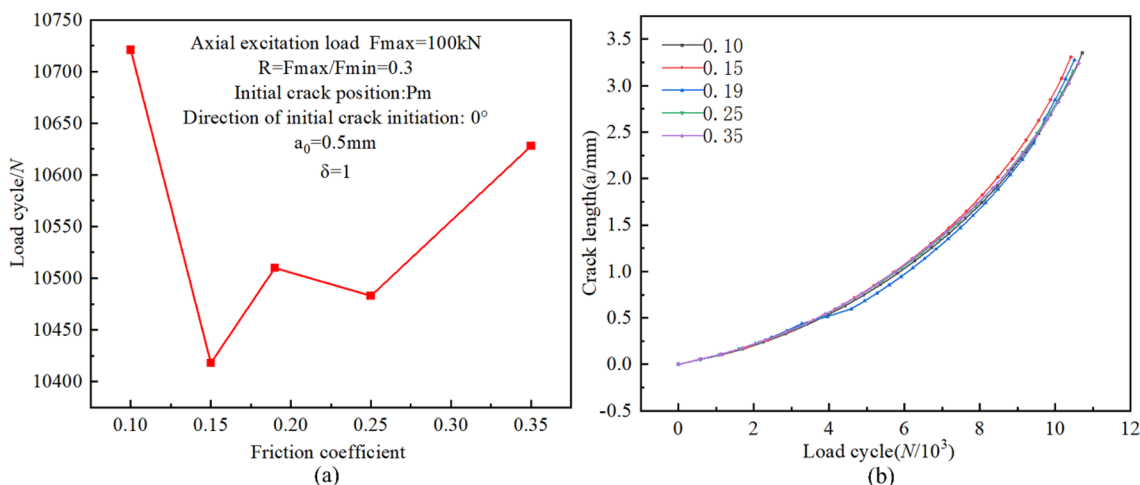 10750
10700
10650
10600
10550
10500
10450
10400
Load cycle/N
Axial excitation load Fmax=100kN
R=Fmax/Fmin=0.3
Initial crack position:Pm
Direction of initial crack initiation: 0°
a₀=0.5mm
δ=1
0.10 0.15 0.20 0.25 0.30 0.35
Friction coefficient
(a)
3.5
3.0
2.5
2.0
1.5
1.0
0.5
0.0
-0.5
Crack length(a/mm)
0.10
0.15
0.19
0.25
0.35
0 2 4 6 8 10 12
Load cycle(N/10³)
(b)